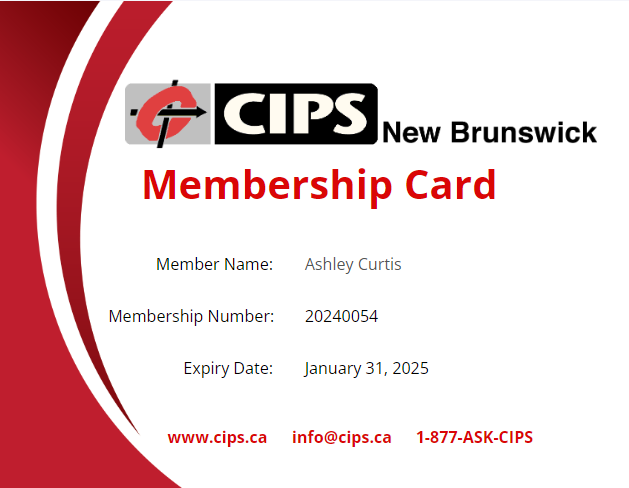 CIPS New Brunswick
Membership Card
Member Name: Ashley Curtis
Membership Number: 20240054
Expiry Date: January 31, 2025
www.cips.ca info@cips.ca 1-877-ASK-CIPS